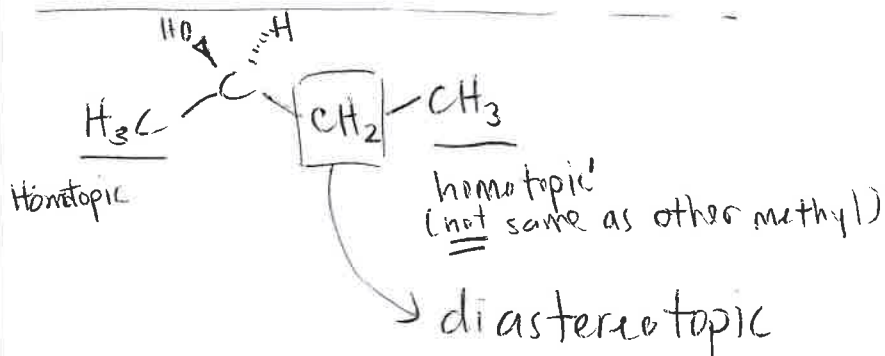 HO H
H₃C C CH₂ CH₃
Homotopic
homotopic
(not same as other methyl)
diastereotopic